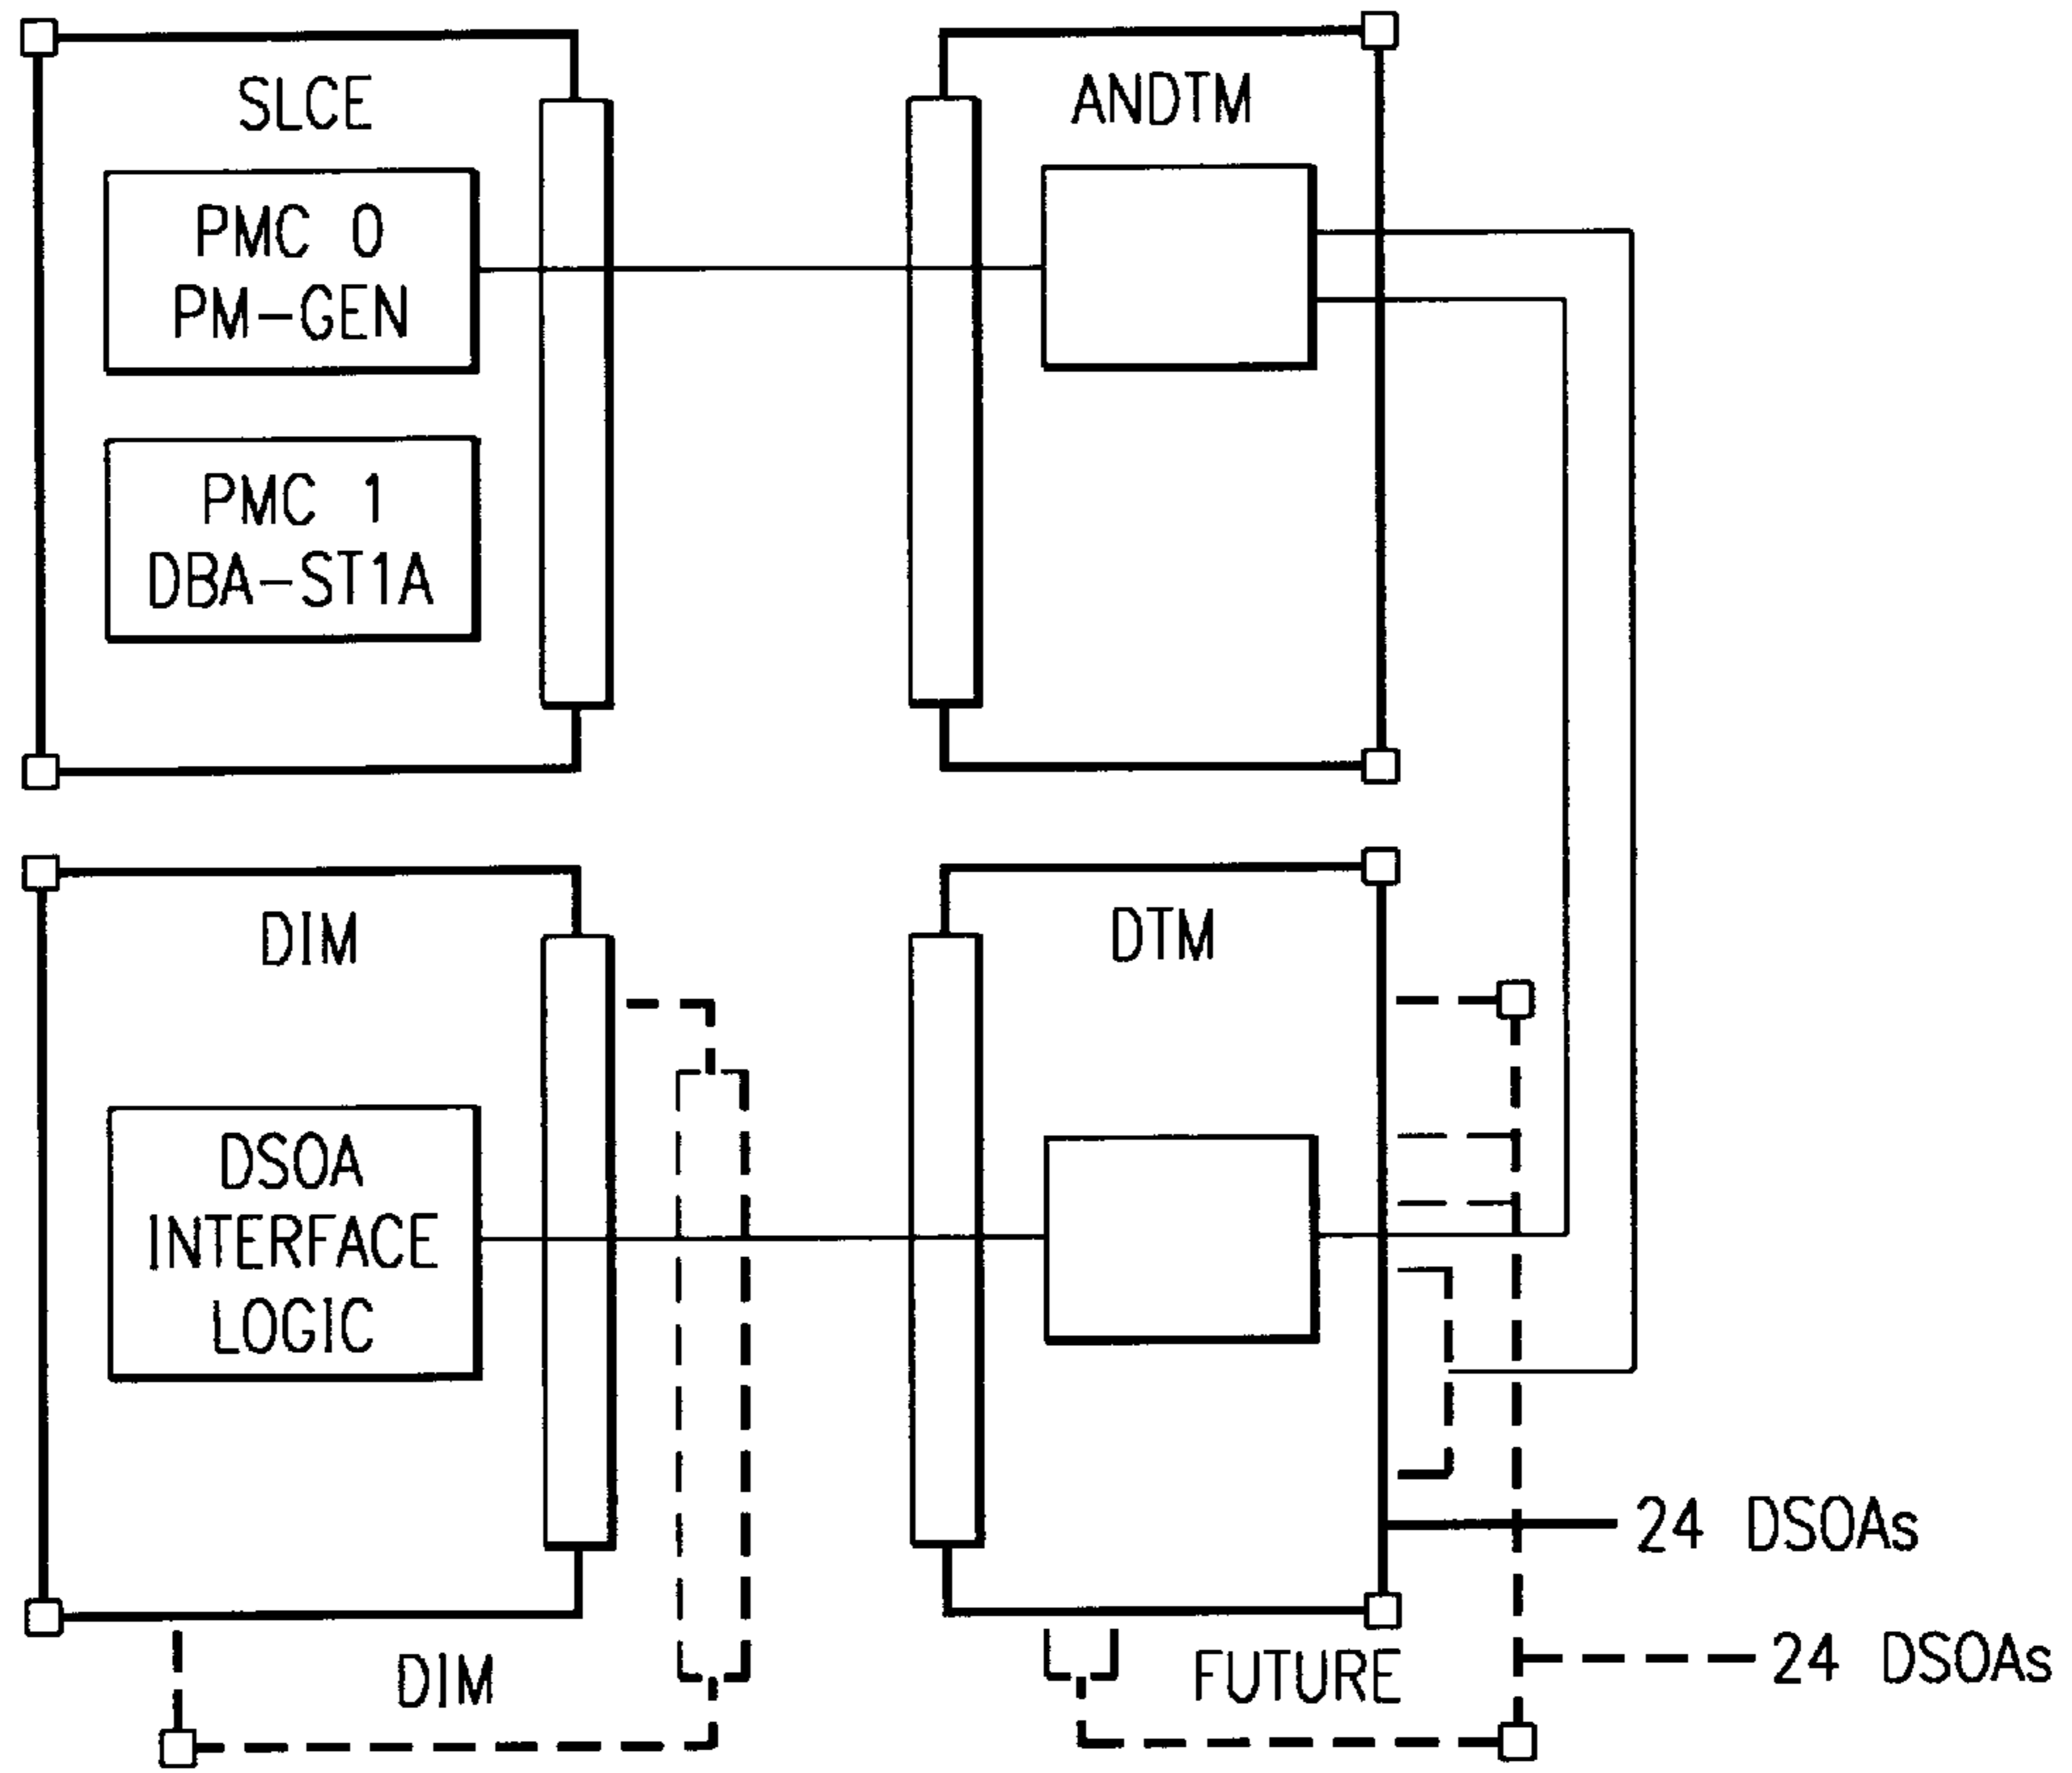 SLCE
PMC 0
PM-GEN
PMC 1
DBA-ST1A
ANDTM
DIM
DSOA
INTERFACE
LOGIC
DTM
24 DSOAs
DIM
FUTURE
24 DSOAs